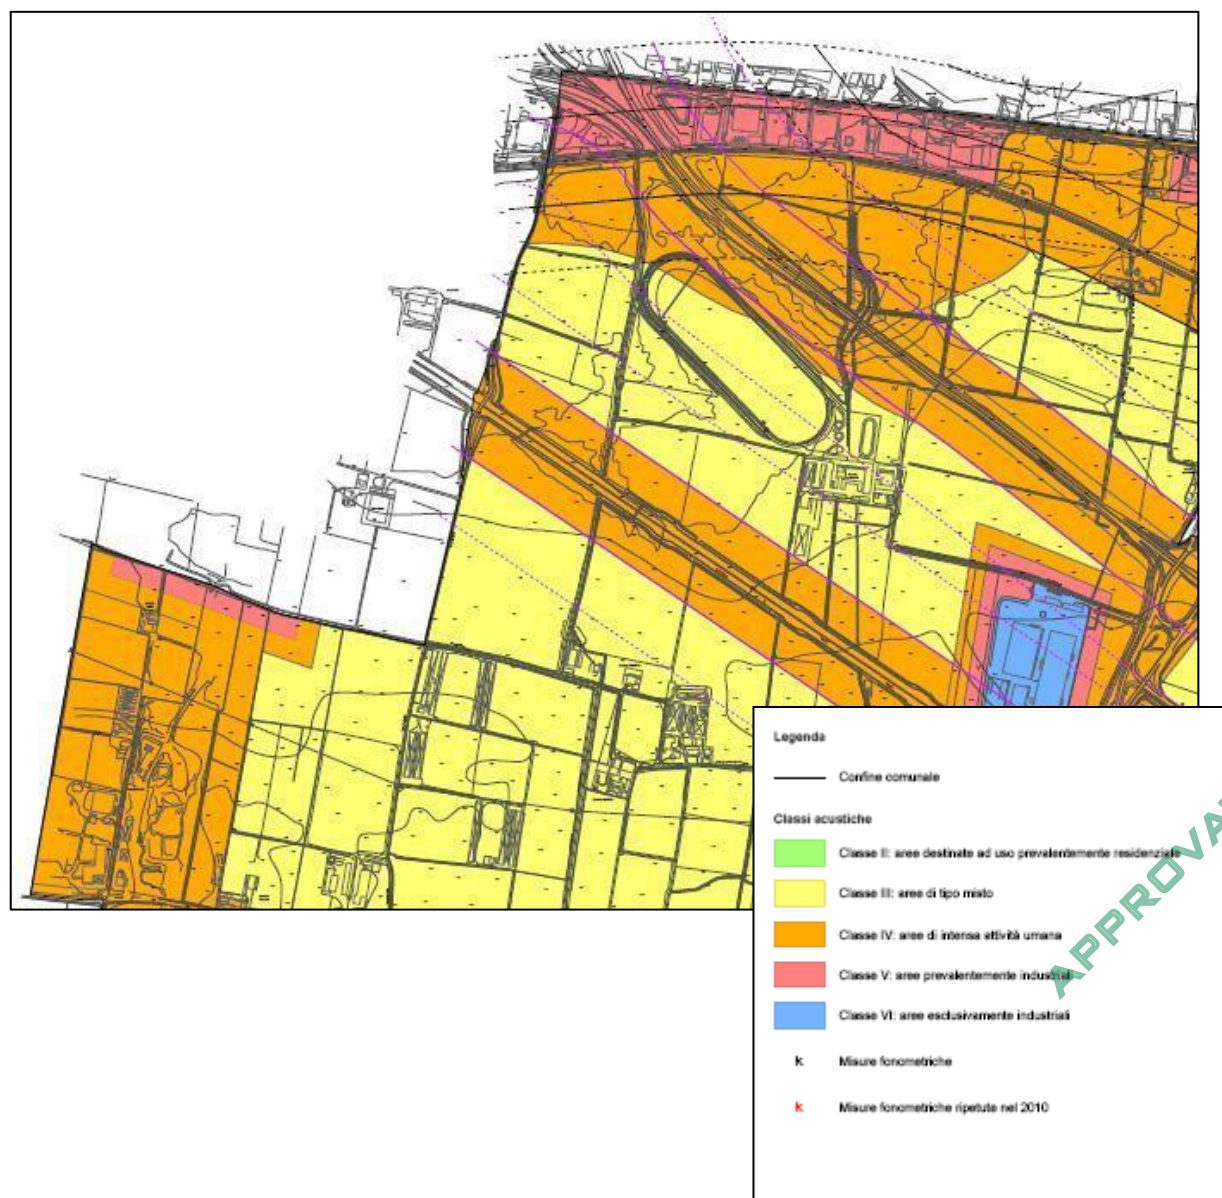 Legenda
Confine comunale
Classi acustiche
Classe II: aree destinate ad uso prevalentemente residenziale
Classe III: aree di tipo misto
Classe IV: aree di intensa attività umana
Classe V: aree prevalentemente industriali
Classe VI: aree esclusivamente industriali
k Misure fonometriche
k Misure fonometriche ripetute nel 2010
APPROVA